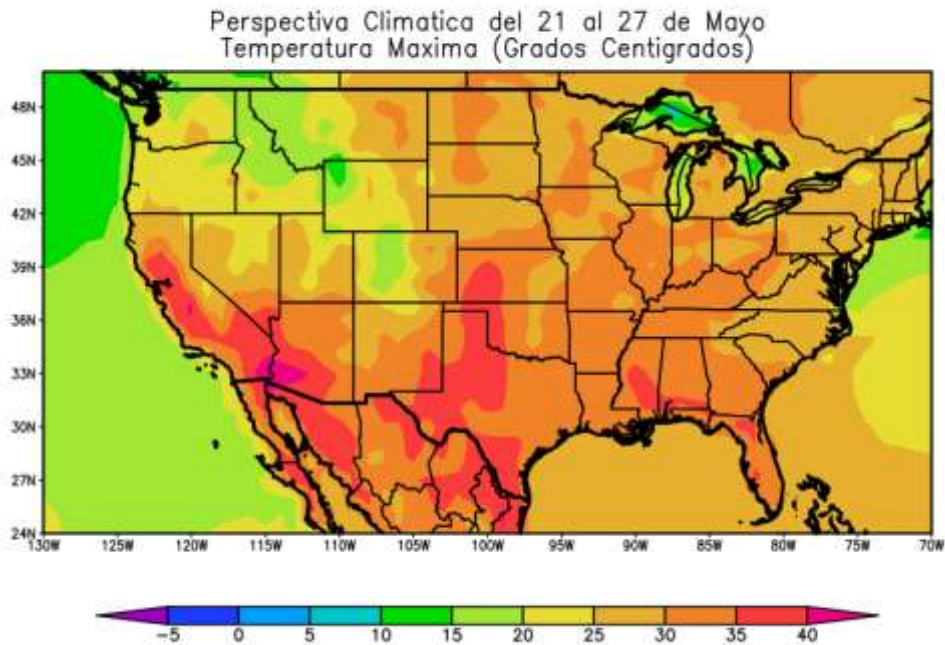 Perspectiva Climatica del 21 al 27 de Mayo
Temperatura Maxima (Grados Centigrados)
48N
45N
42N
39N
36N
33N
30N
27N
24N
130W 125W 120W 115W 110W 105W 100W 95W 90W 85W 80W 75W 70W
-5 0 5 10 15 20 25 30 35 40